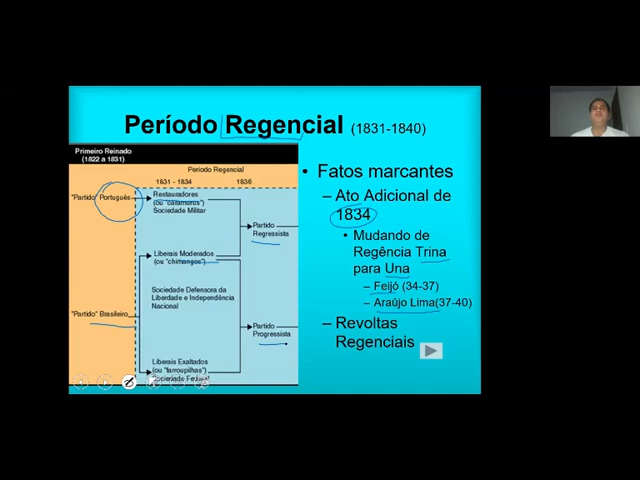 Período Regencial (1831-1840)
Primeiro Reinado
(1822 a 1831)
Período Regencial
1831 - 1834 1836
"Partido" Português
Restauradores
(ou "caramurus")
Sociedade Militar
Partido
Regressista
Liberais Moderados
(ou "chimangos")
Sociedade Defensora da
Liberdade e Independência
Nacional
"Partido" Brasileiro
Partido
Progressista
Liberais Exaltados
(ou "farroupilhas")
Sociedade Federal
• Fatos marcantes
– Ato Adicional de
1834
• Mudando de
Regência Trina
para Una
– Feijó (34-37)
– Araújo Lima(37-40)
– Revoltas
Regenciais